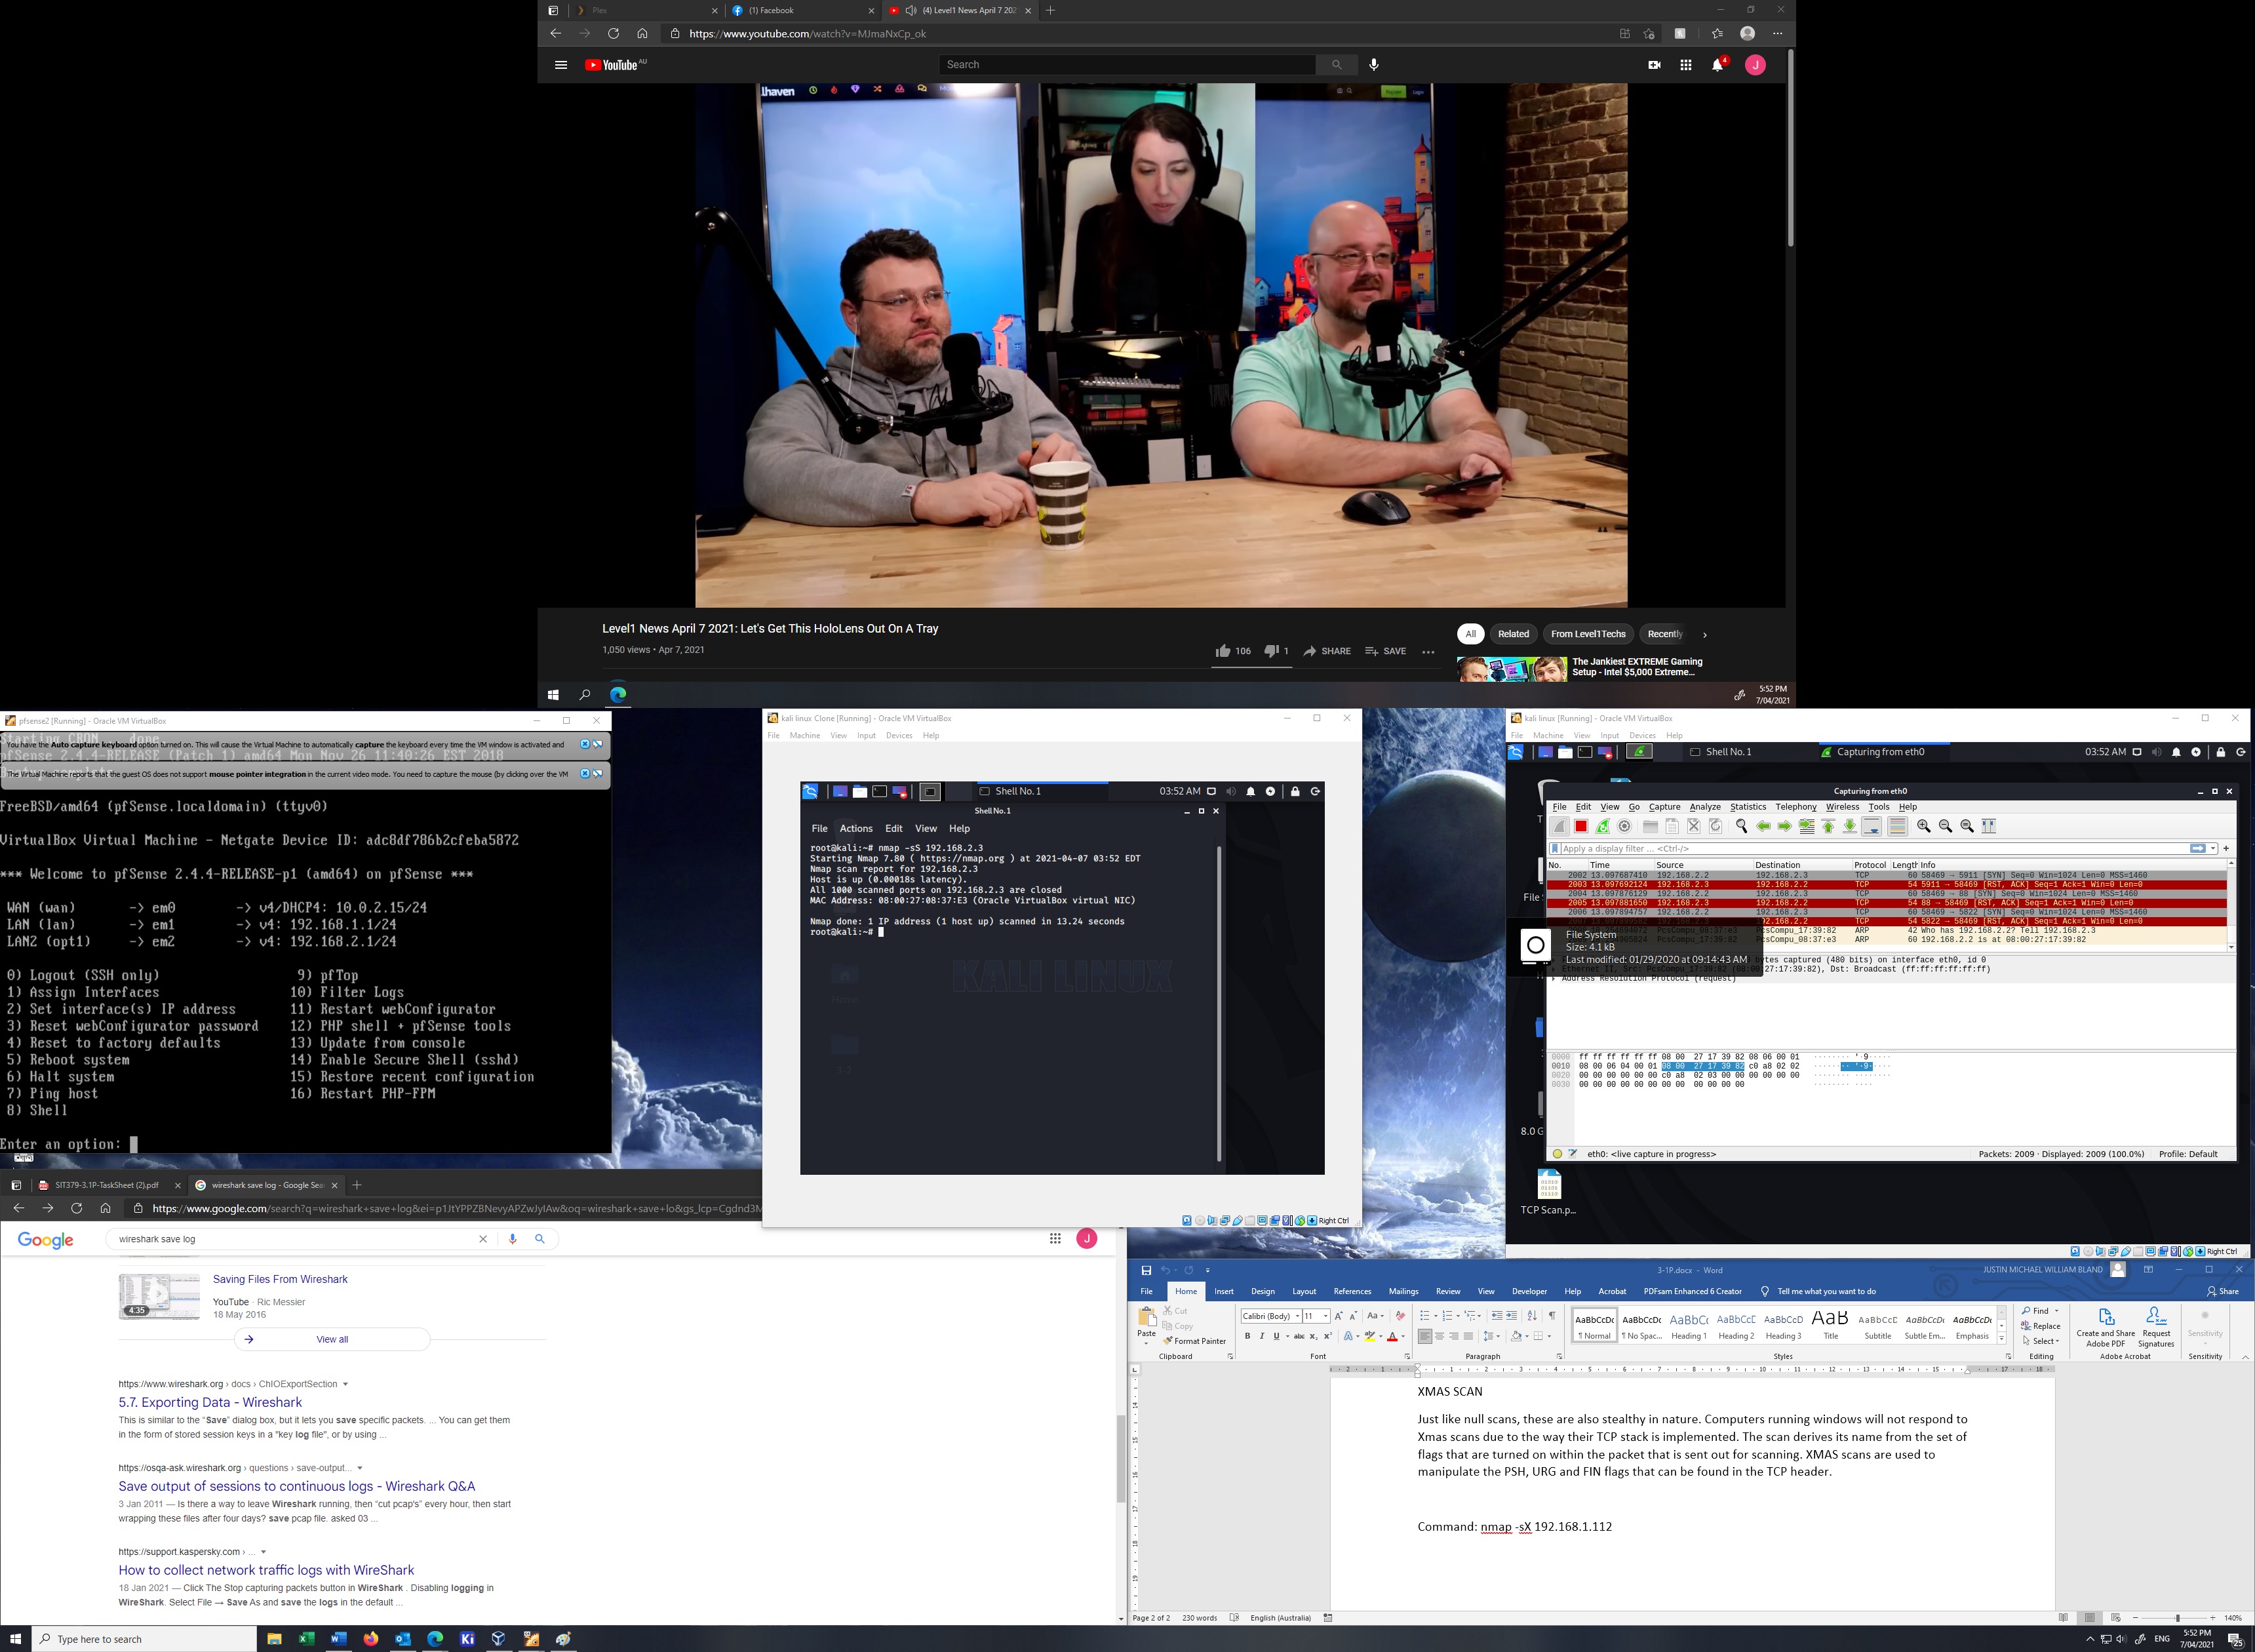 Plex
(1) Facebook
(4) Level1 News April 7 202
https://www.youtube.com/watch?v=MJmaNxCp_ok
YouTube AU
Search
4
J
lhaven
Login
Level1 News April 7 2021: Let's Get This HoloLens Out On A Tray
1,050 views • Apr 7, 2021
106
1
SHARE
SAVE
All
Related
From Level1Techs
Recently
The Jankiest EXTREME Gaming
Setup - Intel $5,000 Extreme...
5:52 PM
7/04/2021
pfsense2 [Running] - Oracle VM VirtualBox
Starting CRON... done.
You have the Auto capture keyboard option turned on. This will cause the Virtual Machine to automatically capture the keyboard every time the VM window is activated and
pfSense 2.4.4-RELEASE (Patch 1) amd64 Mon Nov 26 11:40:26 EST 2018
The Virtual Machine reports that the guest OS does not support mouse pointer integration in the current video mode. You need to capture the mouse (by clicking over the VM
FreeBSD/amd64 (pfSense.localdomain) (ttyv0)
VirtualBox Virtual Machine - Netgate Device ID: adc8df786b2cfeba5872
*** Welcome to pfSense 2.4.4-RELEASE-p1 (amd64) on pfSense ***
WAN (wan) -> em0 -> v4/DHCP4: 10.0.2.15/24
LAN (lan) -> em1 -> v4: 192.168.1.1/24
LAN2 (opt1) -> em2 -> v4: 192.168.2.1/24
0) Logout (SSH only) 9) pfTop
1) Assign Interfaces 10) Filter Logs
2) Set interface(s) IP address 11) Restart webConfigurator
3) Reset webConfigurator password 12) PHP shell + pfSense tools
4) Reset to factory defaults 13) Update from console
5) Reboot system 14) Enable Secure Shell (sshd)
6) Halt system 15) Restore recent configuration
7) Ping host 16) Restart PHP-FPM
8) Shell
Enter an option:
kali linux Clone [Running] - Oracle VM VirtualBox
File Machine View Input Devices Help
Shell No. 1
03:52 AM
Shell No. 1
File Actions Edit View Help
root@kali:~# nmap -sS 192.168.2.3
Starting Nmap 7.80 ( https://nmap.org ) at 2021-04-07 03:52 EDT
Nmap scan report for 192.168.2.3
Host is up (0.00018s latency).
All 1000 scanned ports on 192.168.2.3 are closed
MAC Address: 08:00:27:08:37:E3 (Oracle VirtualBox virtual NIC)
Nmap done: 1 IP address (1 host up) scanned in 13.24 seconds
root@kali:~#
KALI LINUX
Home
Right Ctrl
kali linux [Running] - Oracle VM VirtualBox
File Machine View Input Devices Help
Shell No. 1
Capturing from eth0
03:52 AM
Capturing from eth0
File Edit View Go Capture Analyze Statistics Telephony Wireless Tools Help
Apply a display filter ... <Ctrl-/>
No. Time Source Destination Protocol Length Info
2002 13.097687410 192.168.2.2 192.168.2.3 TCP 60 58469 → 5911 [SYN] Seq=0 Win=1024 Len=0 MSS=1460
2003 13.097692124 192.168.2.3 192.168.2.2 TCP 54 5911 → 58469 [RST, ACK] Seq=1 Ack=1 Win=0 Len=0
2004 13.097876129 192.168.2.2 192.168.2.3 TCP 60 58469 → 88 [SYN] Seq=0 Win=1024 Len=0 MSS=1460
2005 13.097881650 192.168.2.3 192.168.2.2 TCP 54 88 → 58469 [RST, ACK] Seq=1 Ack=1 Win=0 Len=0
2006 13.097894757 192.168.2.2 192.168.2.3 TCP 60 58469 → 5822 [SYN] Seq=0 Win=1024 Len=0 MSS=1460
192.168.2.2 TCP 54 5822 → 58469 [RST, ACK] Seq=1 Ack=1 Win=0 Len=0
PcsCompu_08:37:e3 PcsCompu_17:39:82 ARP 42 Who has 192.168.2.2? Tell 192.168.2.3
PcsCompu_17:39:82 PcsCompu_08:37:e3 ARP 60 192.168.2.2 is at 08:00:27:17:39:82
File System
Size: 4.1 kB
Last modified: 01/29/2020 at 09:14:43 AM
bytes captured (480 bits) on interface eth0, id 0
Ethernet II, Src: PcsCompu_17:39:82 (08:00:27:17:39:82), Dst: Broadcast (ff:ff:ff:ff:ff:ff)
Address Resolution Protocol (request)
0000 ff ff ff ff ff ff 08 00 27 17 39 82 08 06 00 01
0010 08 00 06 04 00 01 08 00 27 17 39 82 c0 a8 02 02
0020 00 00 00 00 00 00 c0 a8 02 03 00 00 00 00 00 00
0030 00 00 00 00 00 00 00 00 00 00 00 00
8.0 G
eth0: <live capture in progress>
Packets: 2009 · Displayed: 2009 (100.0%)
Profile: Default
TCP Scan.p...
Right Ctrl
SIT379-3.1P-TaskSheet (2).pdf
wireshark save log - Google Sea
https://www.google.com/search?q=wireshark+save+log&ei=p1JtYPPZBNevyAPZwJyIAw&oq=wireshark+save+lo&gs_lcp=Cgdnd3M
Google
wireshark save log
J
4:35
Saving Files From Wireshark
YouTube · Ric Messier
18 May 2016
View all
https://www.wireshark.org › docs › ChIOExportSection
5.7. Exporting Data - Wireshark
This is similar to the “Save” dialog box, but it lets you save specific packets. ... You can get them
in the form of stored session keys in a "key log file", or by using ...
https://osqa-ask.wireshark.org › questions › save-output...
Save output of sessions to continuous logs - Wireshark Q&A
3 Jan 2011 — Is there a way to leave Wireshark running, then “cut pcap's” every hour, then start
wrapping these files after four days? save pcap file. asked 03 ...
https://support.kaspersky.com › ...
How to collect network traffic logs with WireShark
18 Jan 2021 — Click The Stop capturing packets button in WireShark . Disabling logging in
WireShark. Select File → Save As and save the logs in the default ...
3-1P.docx - Word
JUSTIN MICHAEL WILLIAM BLAND
File Home Insert Design Layout References Mailings Review View Developer Help Acrobat PDFsam Enhanced 6 Creator Tell me what you want to do
Share
Paste
Cut
Copy
Format Painter
Calibri (Body) 11
AaBbCcDc AaBbCcDc AaBbCc AaBbCcC AaBbCcD AaB AaBbCcD AaBbCcDc AaBbCcDc
¶ Normal ¶ No Spac... Heading 1 Heading 2 Heading 3 Title Subtitle Subtle Em... Emphasis
Find
Replace
Select
Create and Share
Adobe PDF
Request
Signatures
Sensitivity
Clipboard Font Paragraph Styles Editing Adobe Acrobat Sensitivity
XMAS SCAN
Just like null scans, these are also stealthy in nature. Computers running windows will not respond to
Xmas scans due to the way their TCP stack is implemented. The scan derives its name from the set of
flags that are turned on within the packet that is sent out for scanning. XMAS scans are used to
manipulate the PSH, URG and FIN flags that can be found in the TCP header.
Command: nmap -sX 192.168.1.112
Page 2 of 2
230 words
English (Australia)
140%
Type here to search
ENG
5:52 PM
7/04/2021
25